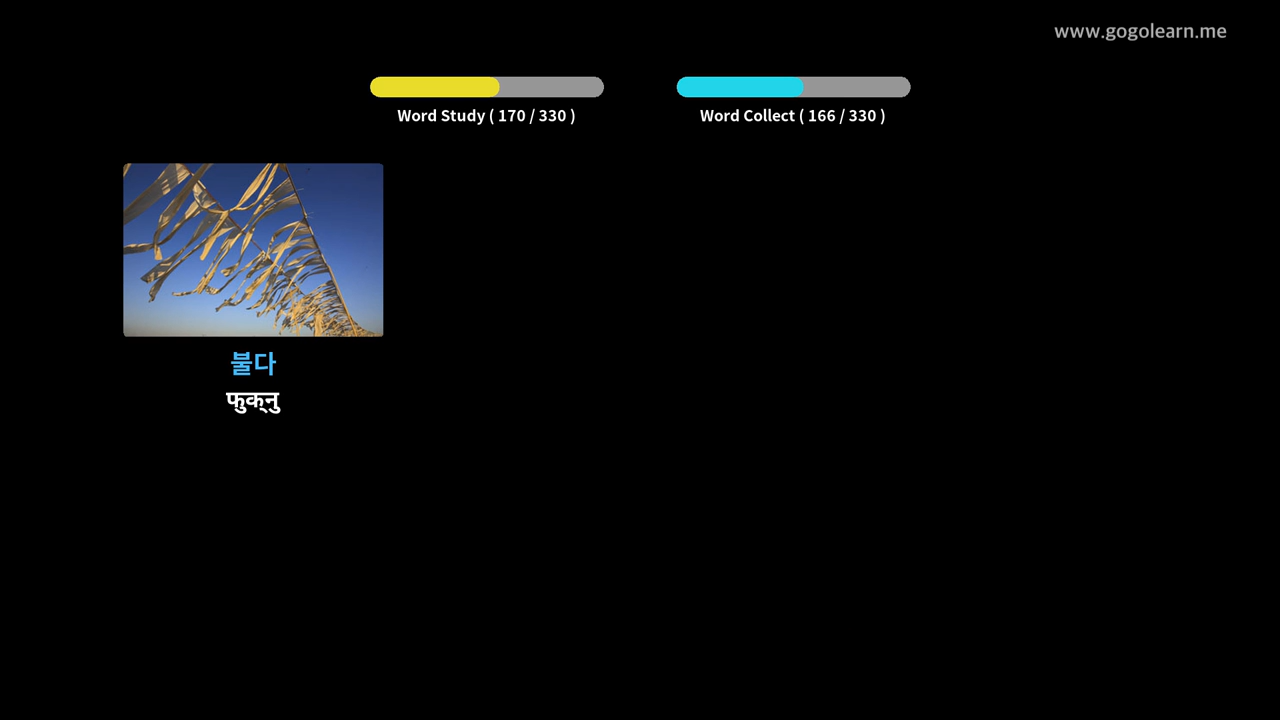 www.gogolearn.me
Word Study ( 170 / 330 )
Word Collect ( 166 / 330 )
불다
फुक्नु